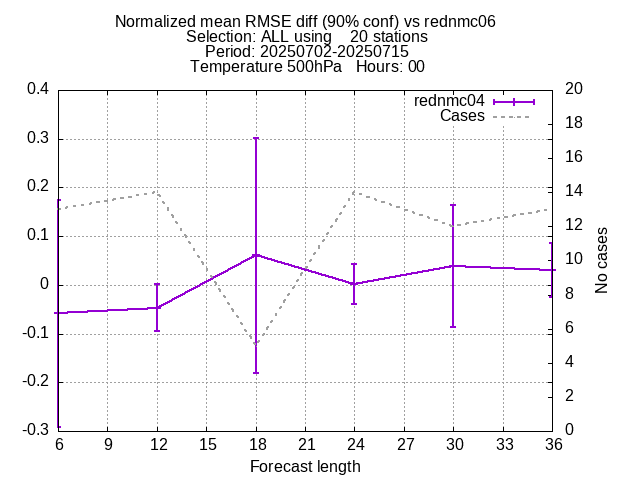 Normalized mean RMSE diff (90% conf) vs rednmc06
Selection: ALL using    20 stations
Period: 20250702-20250715
Temperature 500hPa   Hours: 00
0.4
0.3
0.2
0.1
0
-0.1
-0.2
-0.3
rednmc04
Cases
20
18
16
14
12
10
8
6
4
2
0
No cases
6 9 12 15 18 21 24 27 30 33 36
Forecast length